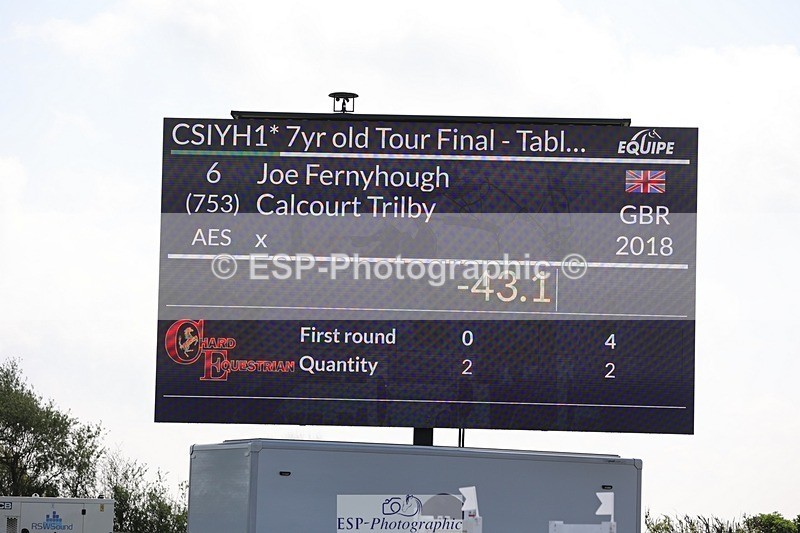 CSIYH1* 7yr old Tour Final - Tabl...
EQUIPE
6 Joe Fernyhough
(753) Calcourt Trilby GBR
AES x 2018
© ESP-Photographic ©
-43.1
CHARD EQUESTRIAN
First round 0 4
Quantity 2 2
RSWSound
ESP-Photographic